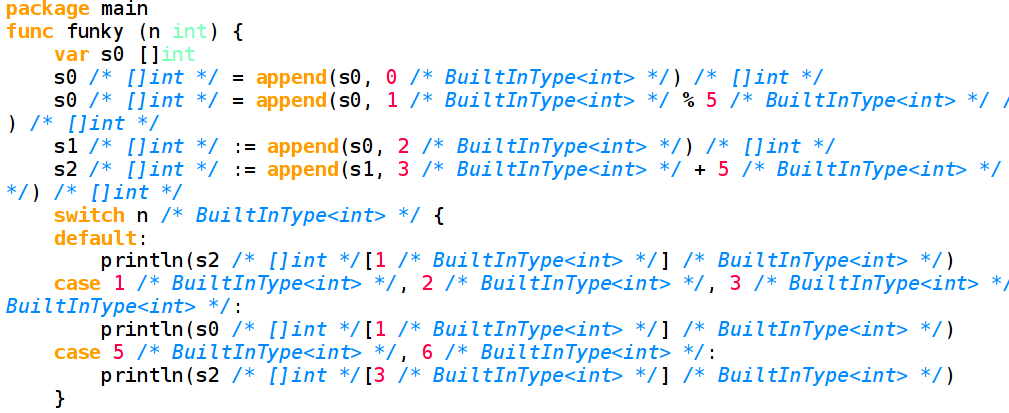 package main
func funky (n int) {
    var s0 []int
    s0 /* []int */ = append(s0, 0 /* BuiltInType<int> */) /* []int */
    s0 /* []int */ = append(s0, 1 /* BuiltInType<int> */ % 5 /* BuiltInType<int> */ /
) /* []int */
    s1 /* []int */ := append(s0, 2 /* BuiltInType<int> */) /* []int */
    s2 /* []int */ := append(s1, 3 /* BuiltInType<int> */ + 5 /* BuiltInType<int> */
*/) /* []int */
    switch n /* BuiltInType<int> */ {
    default:
        println(s2 /* []int */[1 /* BuiltInType<int> */] /* BuiltInType<int> */)
    case 1 /* BuiltInType<int> */, 2 /* BuiltInType<int> */, 3 /* BuiltInType<int> */
BuiltInType<int> */:
        println(s0 /* []int */[1 /* BuiltInType<int> */] /* BuiltInType<int> */)
    case 5 /* BuiltInType<int> */, 6 /* BuiltInType<int> */:
        println(s2 /* []int */[3 /* BuiltInType<int> */] /* BuiltInType<int> */)
    }